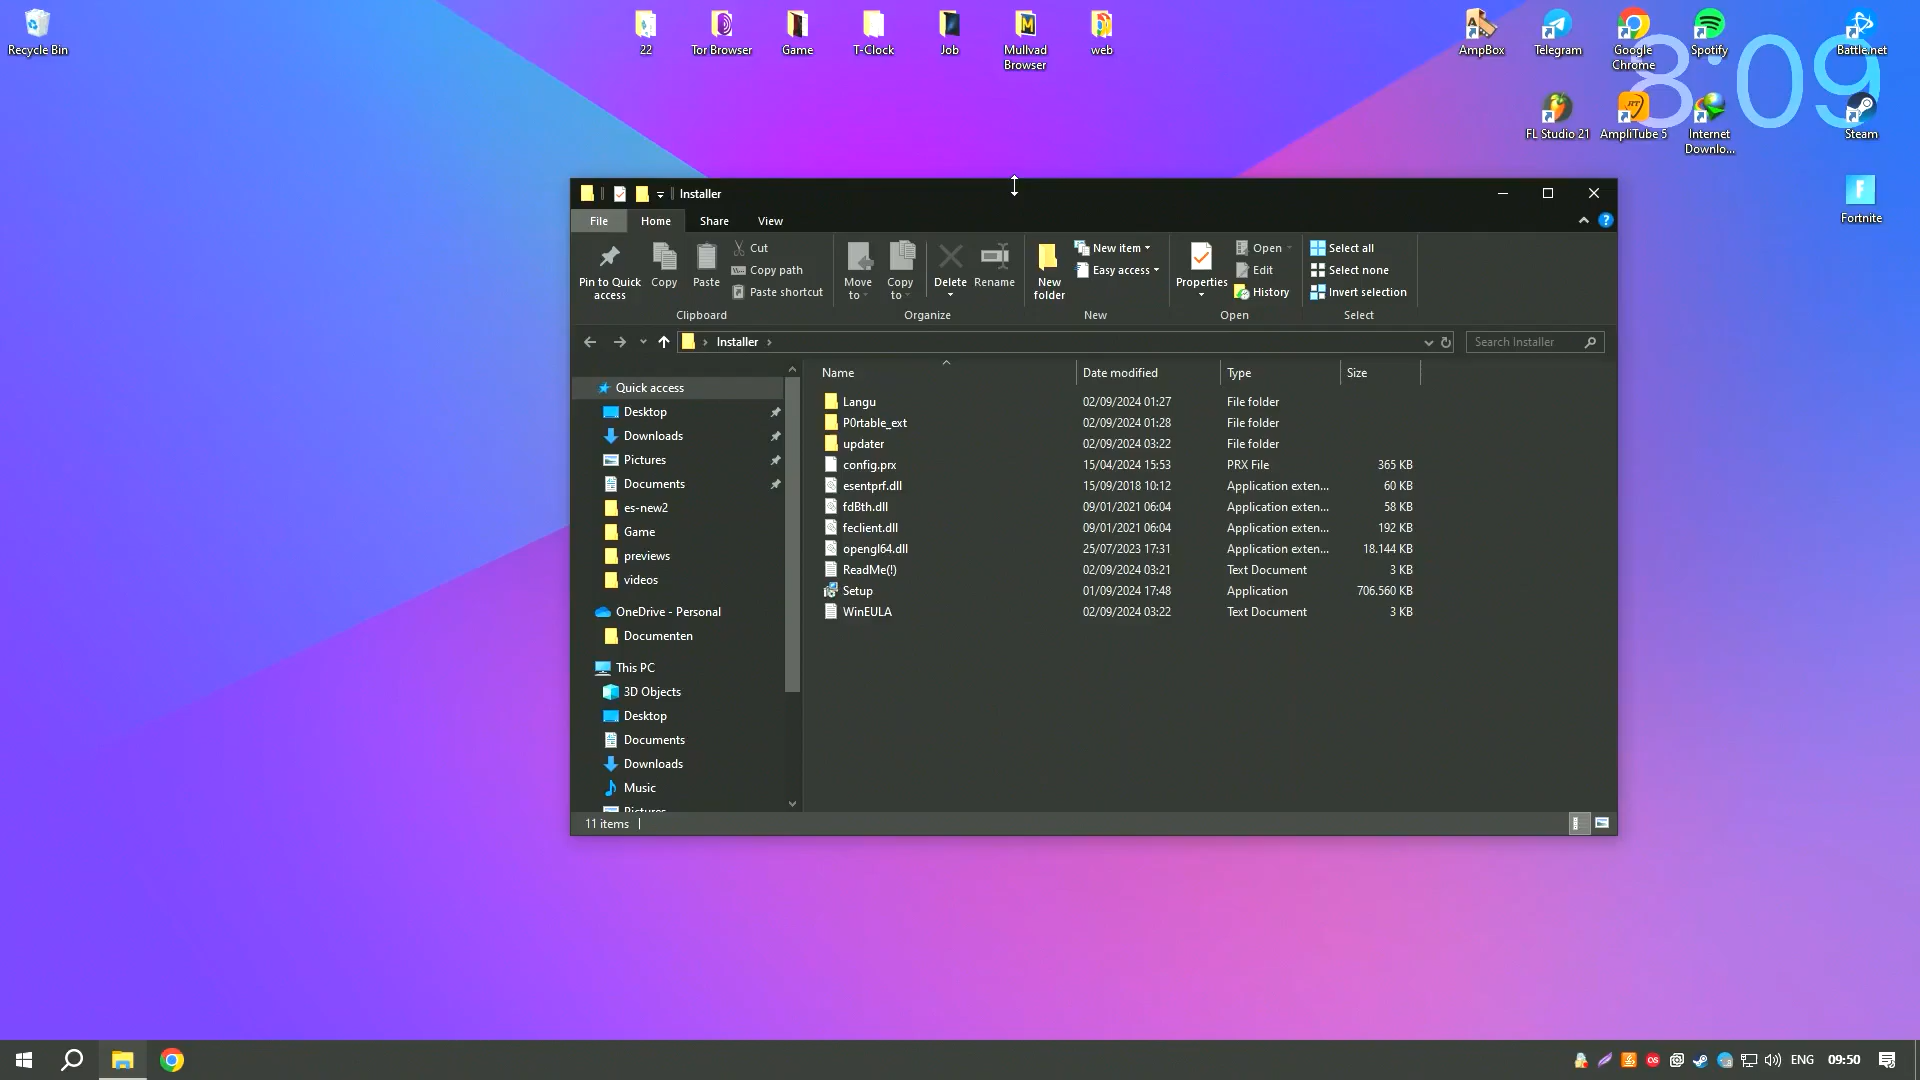 Recycle Bin
22
Tor Browser
Game
T-Clock
Job
Mullvad
Browser
web
AmpBox
Telegram
Google
Chrome
Spotify
Battle.net
8:09
FL Studio 21
AmpliTube 5
Internet
Downlo...
Steam
Fortnite
Installer
File
Home
Share
View
Pin to Quick
access
Copy
Paste
Cut
Copy path
Paste shortcut
Clipboard
Move
to
Copy
to
Delete
Rename
Organize
New
folder
New item
Easy access
New
Properties
Open
Edit
History
Open
Select all
Select none
Invert selection
Select
Installer
Search Installer
Quick access
Desktop
Downloads
Pictures
Documents
es-new2
Game
previews
videos
OneDrive - Personal
Documenten
This PC
3D Objects
Desktop
Documents
Downloads
Music
Pictures
Name Date modified Type Size
Langu 02/09/2024 01:27 File folder
P0rtable_ext 02/09/2024 01:28 File folder
updater 02/09/2024 03:22 File folder
config.prx 15/04/2024 15:53 PRX File 365 KB
esentprf.dll 15/09/2018 10:12 Application exten... 60 KB
fdBth.dll 09/01/2021 06:04 Application exten... 58 KB
feclient.dll 09/01/2021 06:04 Application exten... 192 KB
opengl64.dll 25/07/2023 17:31 Application exten... 18.144 KB
ReadMe(!) 02/09/2024 03:21 Text Document 3 KB
Setup 01/09/2024 17:48 Application 706.560 KB
WinEULA 02/09/2024 03:22 Text Document 3 KB
11 items
ENG
09:50